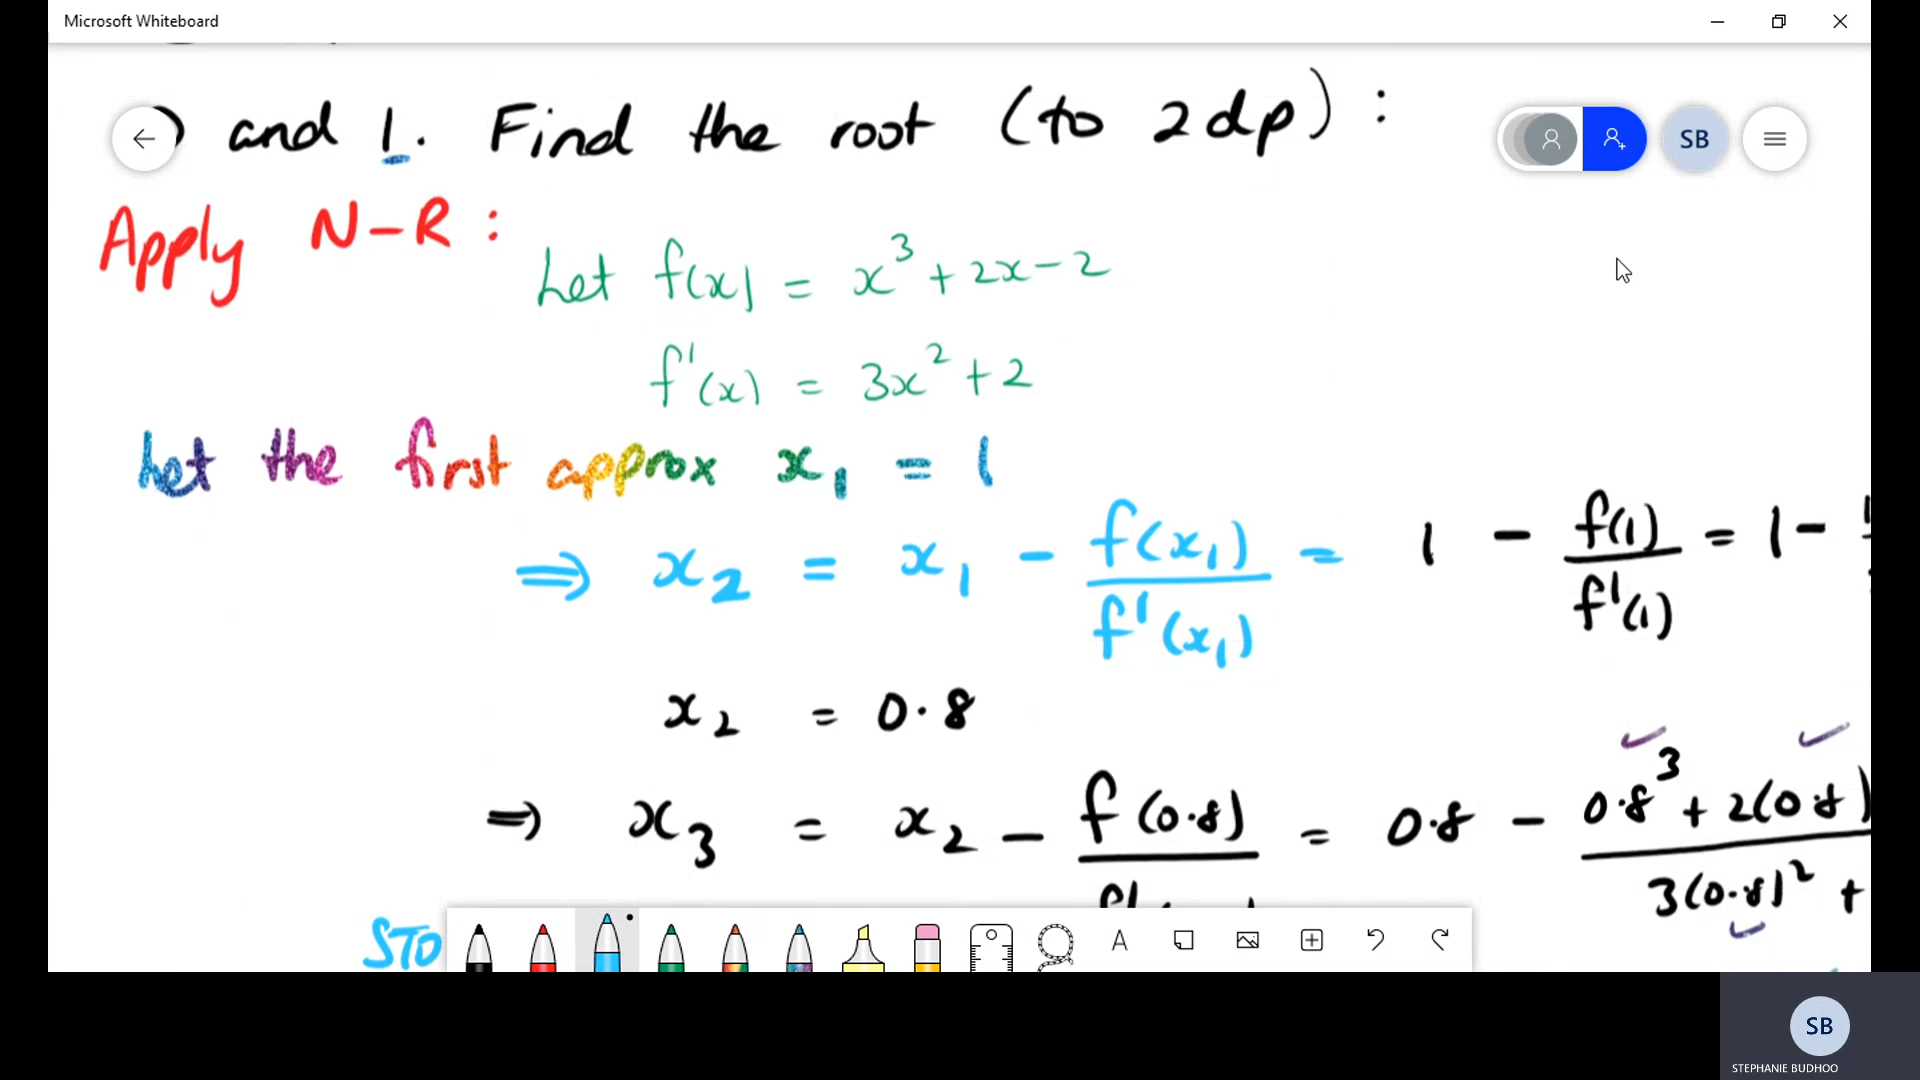 Microsoft Whiteboard
and 1. Find the root (to 2dp) :
Apply N-R :
Let f(x) = x³ + 2x - 2
f'(x) = 3x² + 2
Let the first approx x₁ = 1
⇒ x₂ = x₁ - f(x₁)/f'(x₁) = 1 - f(1)/f'(1) = 1 -
x₂ = 0.8
⇒ x₃ = x₂ - f(0.8) = 0.8 - 0.8³ + 2(0.8)
3(0.8)² +
STO
A
SB
SB
STEPHANIE BUDHOO